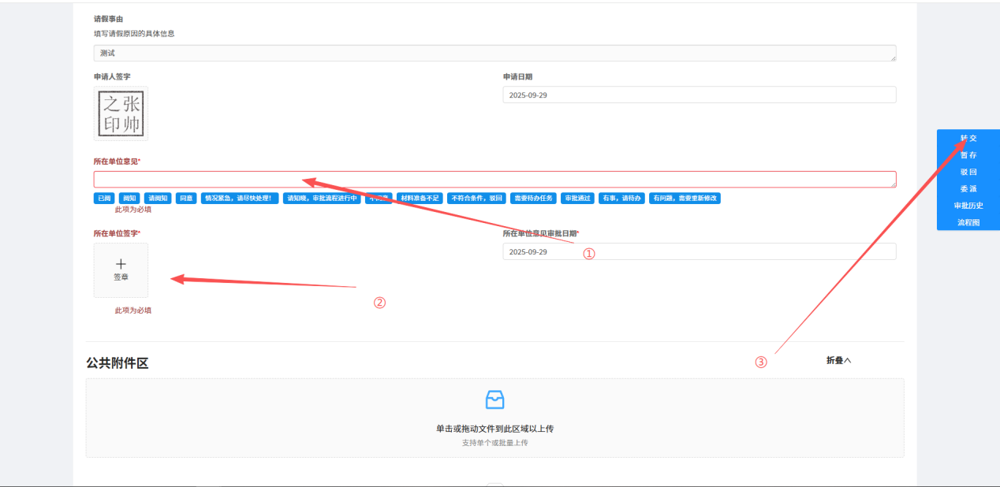 请假事由
填写请假原因的具体信息
测试
申请人签字
申请日期
之张
印帅
2025-09-29
转交
暂存
驳回
委派
审批历史
流程图
所在单位意见*
已阅 阅知 请阅知 同意 情况紧急，请尽快处理！ 请知晓，审批流程进行中 材料准备不足 不符合条件，驳回 需要待办任务 审批通过 有事，请待办 有问题，需要重新修改
此项为必填
所在单位签字*
所在单位意见审批日期*
签章
2025-09-29
①
②
此项为必填
③
公共附件区
折叠
单击或拖动文件到此区域以上传
支持单个或批量上传